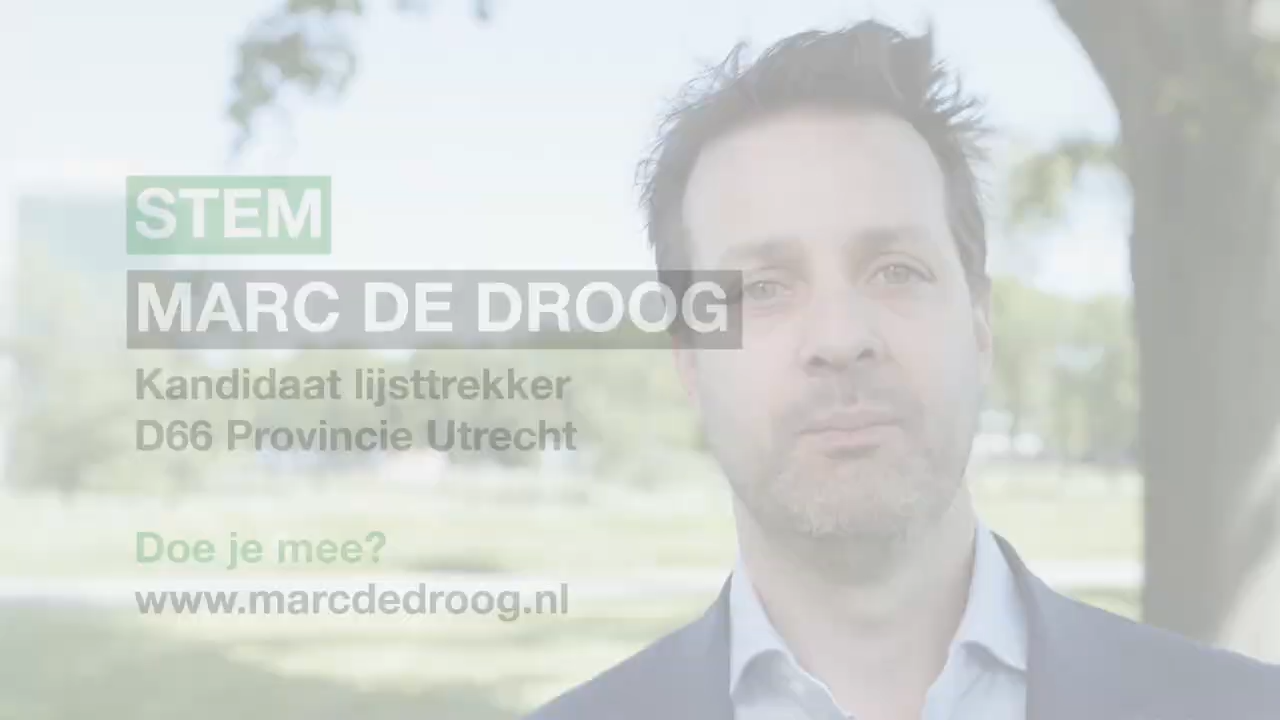 STEM
MARC DE DROOG
Kandidaat lijsttrekker
D66 Provincie Utrecht
Doe je mee?
www.marcdedroog.nl